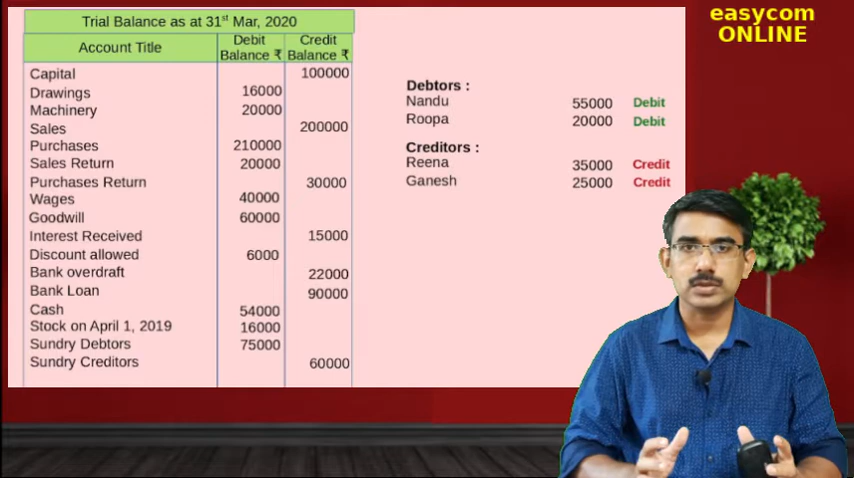 Trial Balance as at 31st Mar, 2020
Account Title Debit Balance ₹ Credit Balance ₹
Capital 100000
Drawings 16000
Machinery 20000
Sales 200000
Purchases 210000
Sales Return 20000
Purchases Return 30000
Wages 40000
Goodwill 60000
Interest Received 15000
Discount allowed 6000
Bank overdraft 22000
Bank Loan 90000
Cash 54000
Stock on April 1, 2019 16000
Sundry Debtors 75000
Sundry Creditors 60000
Debtors :
Nandu 55000 Debit
Roopa 20000 Debit
Creditors :
Reena 35000 Credit
Ganesh 25000 Credit
easycom
ONLINE